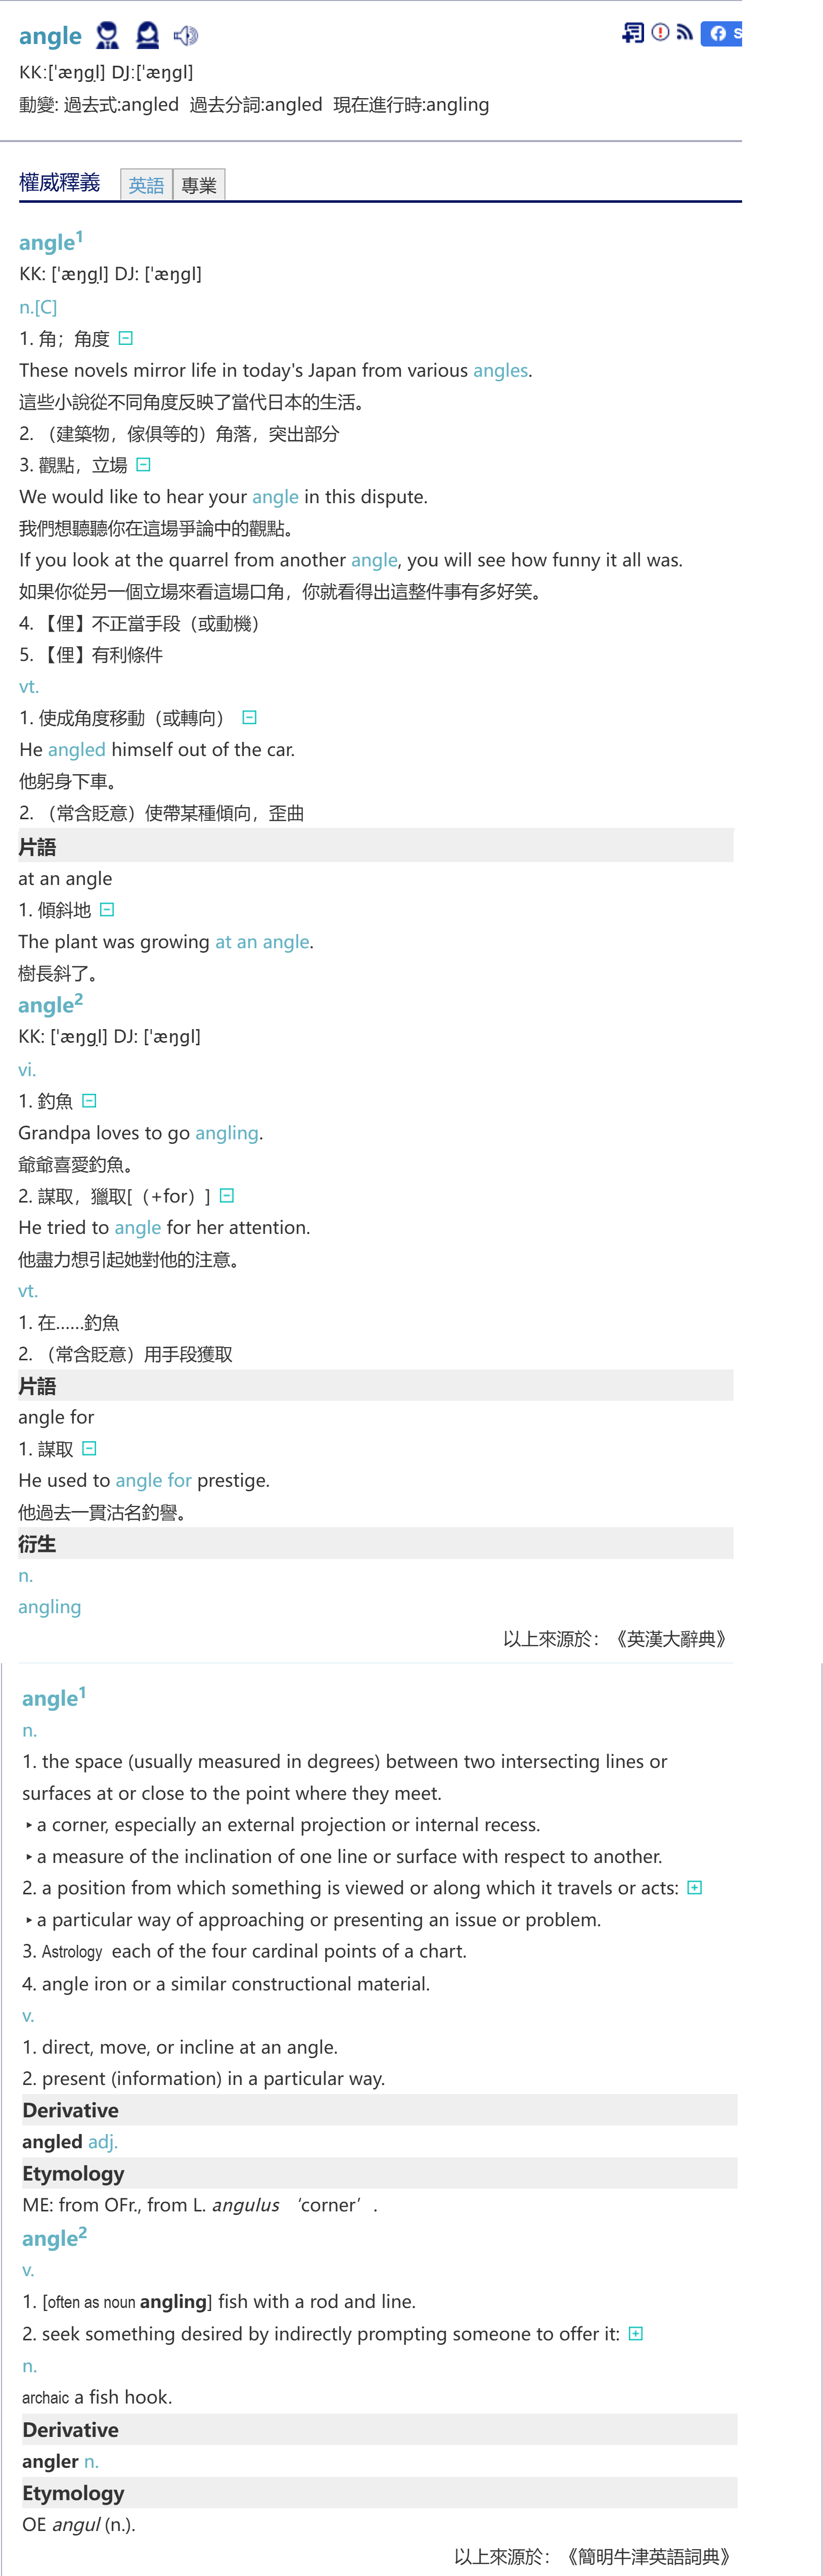 angle
S
KK:[ˈæŋgl̩] DJ:[ˈæŋgl]
動變: 過去式:angled 過去分詞:angled 現在進行時:angling
權威釋義 英語 專業
angle¹
KK: [ˈæŋgl̩] DJ: [ˈæŋgl]
n.[C]
1. 角；角度
These novels mirror life in today's Japan from various angles.
這些小說從不同角度反映了當代日本的生活。
2. （建築物，傢俱等的）角落，突出部分
3. 觀點，立場
We would like to hear your angle in this dispute.
我們想聽聽你在這場爭論中的觀點。
If you look at the quarrel from another angle, you will see how funny it all was.
如果你從另一個立場來看這場口角，你就看得出這整件事有多好笑。
4. 【俚】不正當手段（或動機）
5. 【俚】有利條件
vt.
1. 使成角度移動（或轉向）
He angled himself out of the car.
他躬身下車。
2. （常含貶意）使帶某種傾向，歪曲
片語
at an angle
1. 傾斜地
The plant was growing at an angle.
樹長斜了。
angle²
KK: [ˈæŋgl̩] DJ: [ˈæŋgl]
vi.
1. 釣魚
Grandpa loves to go angling.
爺爺喜愛釣魚。
2. 謀取，獵取[（+for）]
He tried to angle for her attention.
他盡力想引起她對他的注意。
vt.
1. 在……釣魚
2. （常含貶意）用手段獲取
片語
angle for
1. 謀取
He used to angle for prestige.
他過去一貫沽名釣譽。
衍生
n.
angling
以上來源於：《英漢大辭典》
angle¹
n.
1. the space (usually measured in degrees) between two intersecting lines or
surfaces at or close to the point where they meet.
‣ a corner, especially an external projection or internal recess.
‣ a measure of the inclination of one line or surface with respect to another.
2. a position from which something is viewed or along which it travels or acts:
‣ a particular way of approaching or presenting an issue or problem.
3. Astrology each of the four cardinal points of a chart.
4. angle iron or a similar constructional material.
v.
1. direct, move, or incline at an angle.
2. present (information) in a particular way.
Derivative
angled adj.
Etymology
ME: from OFr., from L. angulus ‘corner’ .
angle²
v.
1. [often as noun angling] fish with a rod and line.
2. seek something desired by indirectly prompting someone to offer it:
n.
archaic a fish hook.
Derivative
angler n.
Etymology
OE angul (n.).
以上來源於：《簡明牛津英語詞典》